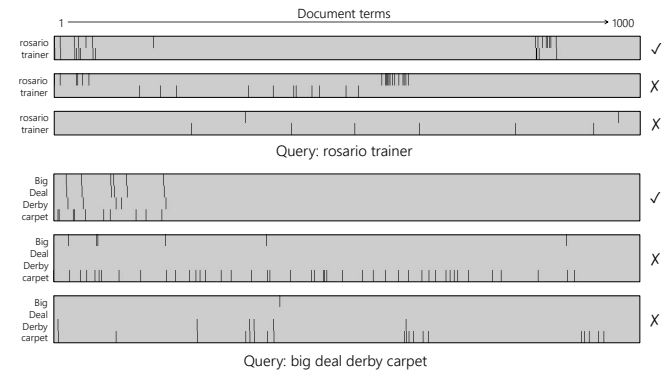 Document terms
1 1000
rosario
trainer ✓
rosario
trainer ✗
rosario
trainer ✗
Query: rosario trainer
Big
Deal
Derby
carpet ✓
Big
Deal
Derby
carpet ✗
Big
Deal
Derby
carpet ✗
Query: big deal derby carpet